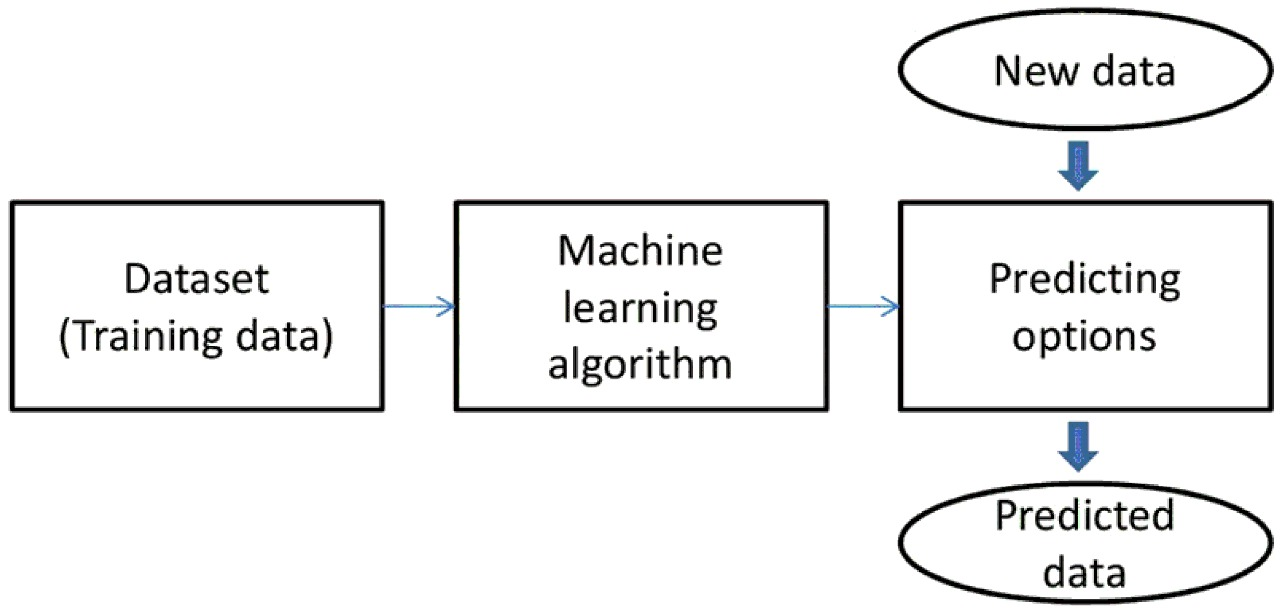 New data
Dataset
(Training data)
Machine
learning
algorithm
Predicting
options
Predicted
data